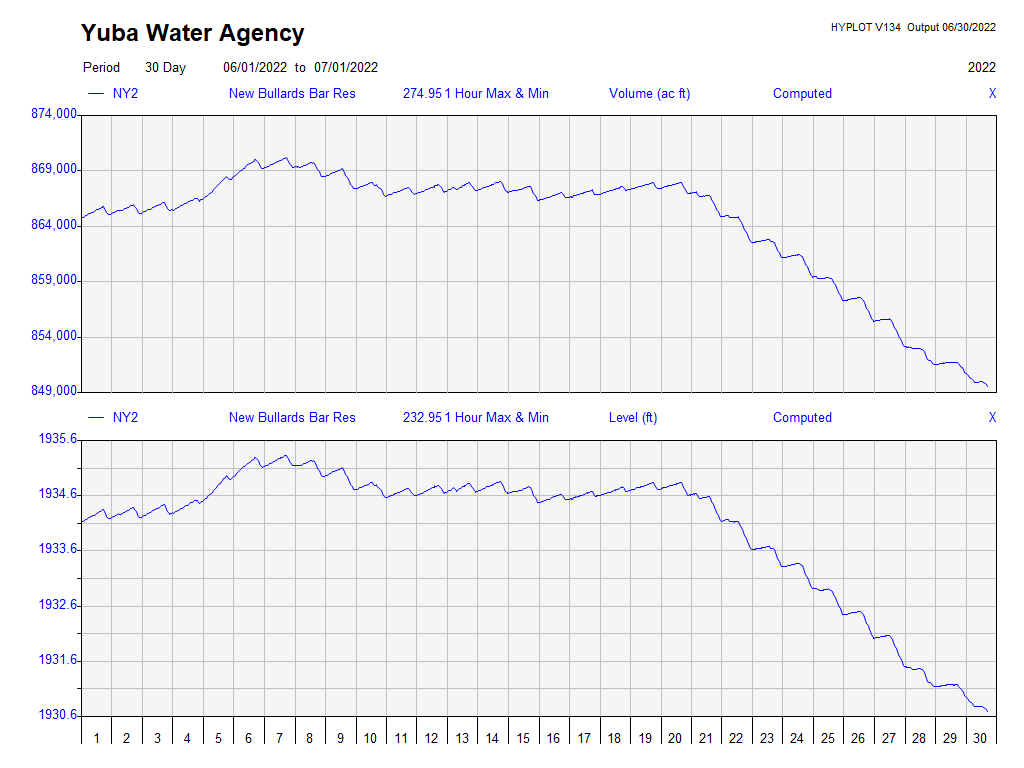 Yuba Water Agency
HYPLOT V134 Output 06/30/2022
Period 30 Day 06/01/2022 to 07/01/2022 2022
NY2 New Bullards Bar Res 274.95 1 Hour Max & Min Volume (ac ft) Computed X
874,000
869,000
864,000
859,000
854,000
849,000
NY2 New Bullards Bar Res 232.95 1 Hour Max & Min Level (ft) Computed X
1935.6
1934.6
1933.6
1932.6
1931.6
1930.6
1 2 3 4 5 6 7 8 9 10 11 12 13 14 15 16 17 18 19 20 21 22 23 24 25 26 27 28 29 30